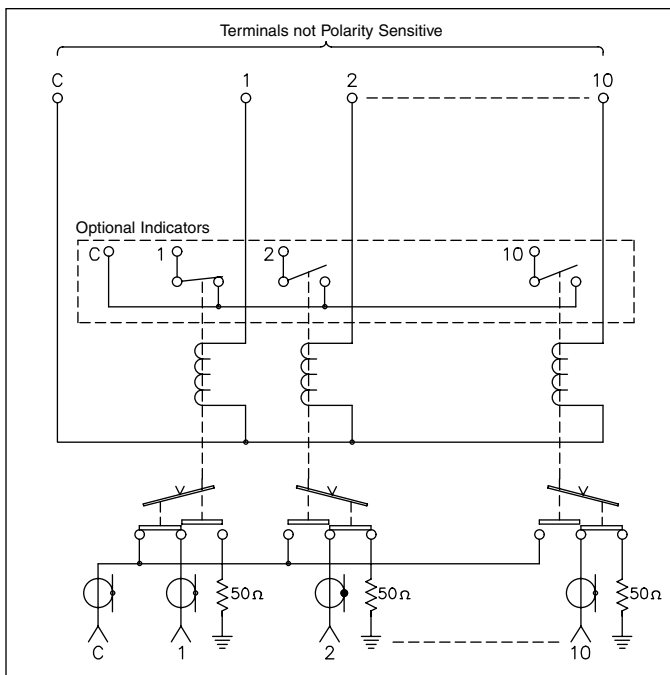 Terminals not Polarity Sensitive
C 1 2 10
Optional Indicators
C 1 2 10
50Ω 50Ω 50Ω
C 1 2 10